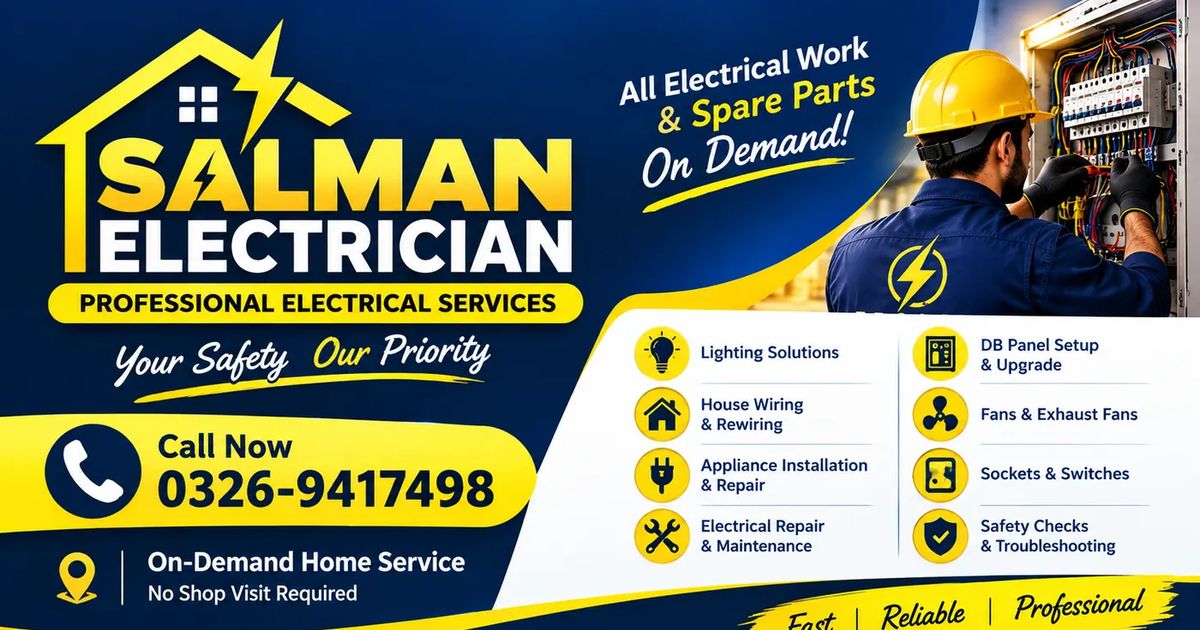 SALMAN
ELECTRICIAN
PROFESSIONAL ELECTRICAL SERVICES
Your Safety Our Priority
Call Now
0326-9417498
On-Demand Home Service
No Shop Visit Required
All Electrical Work
& Spare Parts
On Demand!
Lighting Solutions
House Wiring
& Rewiring
Appliance Installation
& Repair
Electrical Repair
& Maintenance
DB Panel Setup
& Upgrade
Fans & Exhaust Fans
Sockets & Switches
Safety Checks
& Troubleshooting
Fast | Reliable | Professional